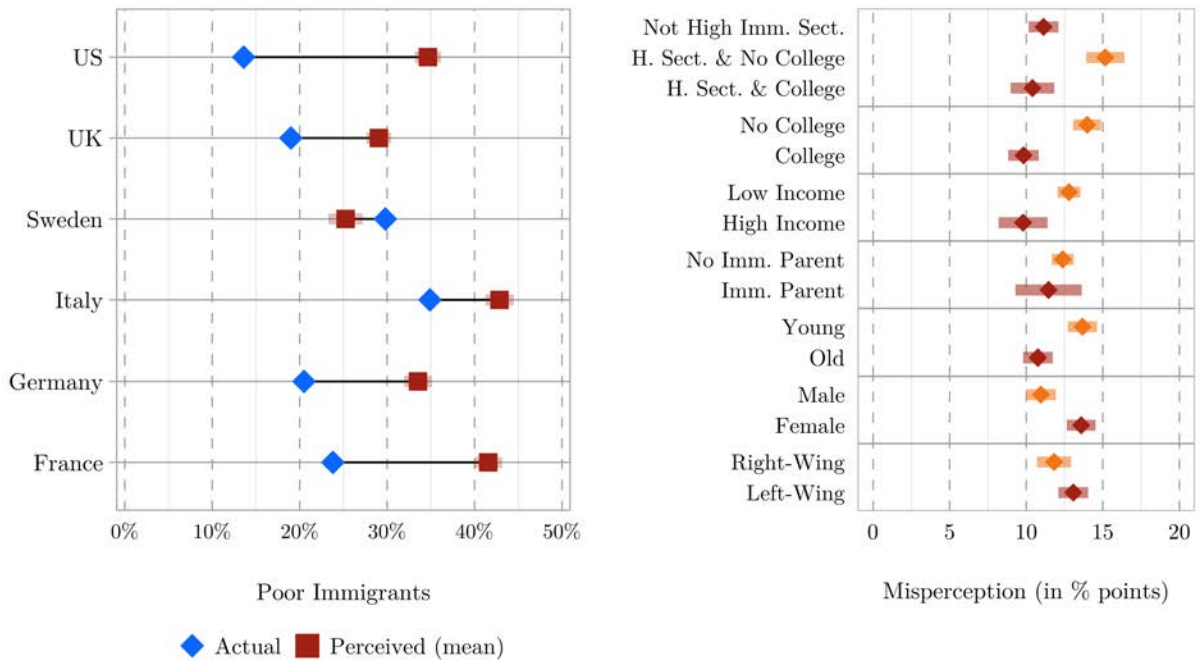 US
UK
Sweden
Italy
Germany
France
0% 10% 20% 30% 40% 50%
Poor Immigrants
Actual Perceived (mean)
Not High Imm. Sect.
H. Sect. & No College
H. Sect. & College
No College
College
Low Income
High Income
No Imm. Parent
Imm. Parent
Young
Old
Male
Female
Right-Wing
Left-Wing
0 5 10 15 20
Misperception (in % points)